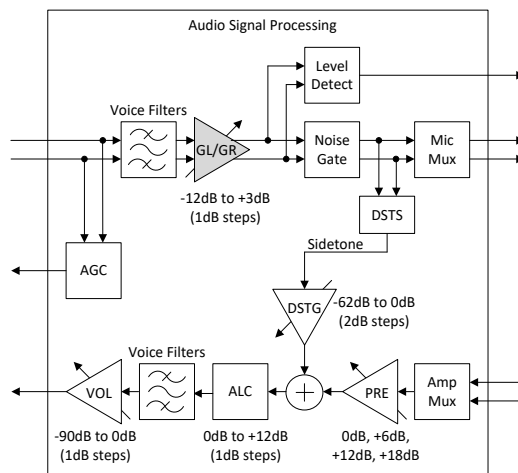 Audio Signal Processing
Level
Detect
Voice Filters
GL/GR
Noise
Gate
Mic
Mux
-12dB to +3dB
(1dB steps)
DSTS
AGC
Sidetone
DSTG
-62dB to 0dB
(2dB steps)
Voice Filters
VOL
ALC
+
PRE
Amp
Mux
-90dB to 0dB
(1dB steps)
0dB to +12dB
(1dB steps)
0dB, +6dB,
+12dB, +18dB